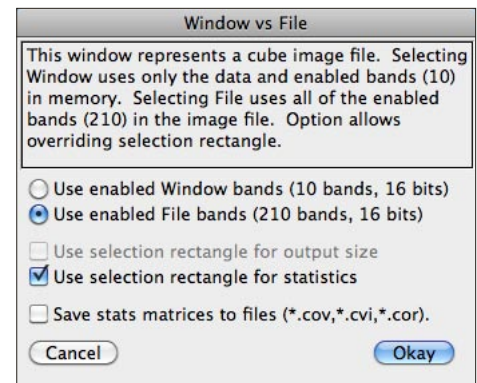 Window vs File
This window represents a cube image file. Selecting
Window uses only the data and enabled bands (10)
in memory. Selecting File uses all of the enabled
bands (210) in the image file. Option allows
overriding selection rectangle.
Use enabled Window bands (10 bands, 16 bits)
Use enabled File bands (210 bands, 16 bits)
Use selection rectangle for output size
Use selection rectangle for statistics
Save stats matrices to files (*.cov,*.cvi,*.cor).
Cancel
Okay